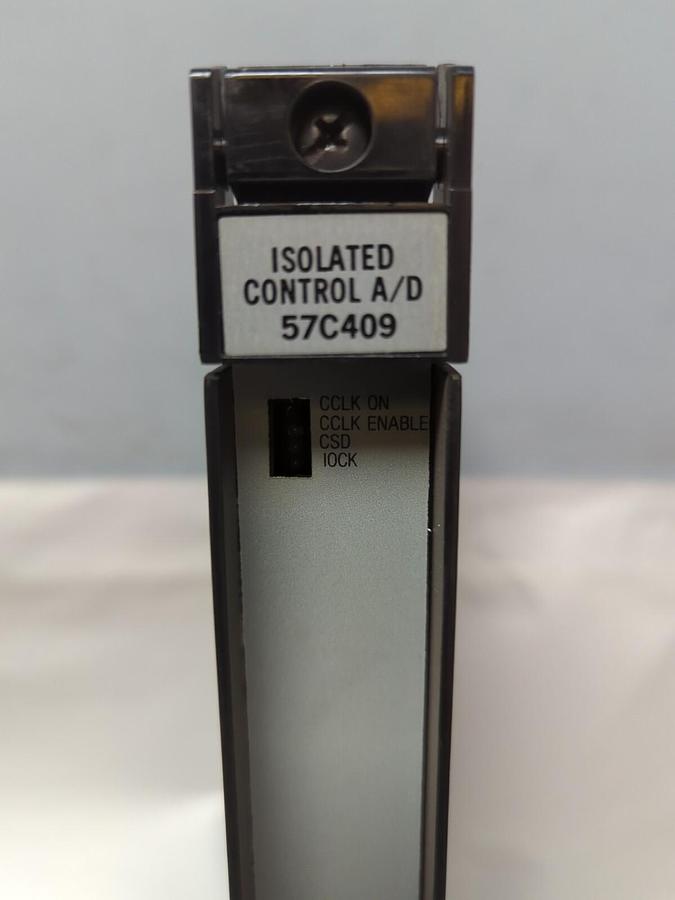 ISOLATED
CONTROL A/D
57C409
CCLK ON
CCLK ENABLE
CSD
IOCK